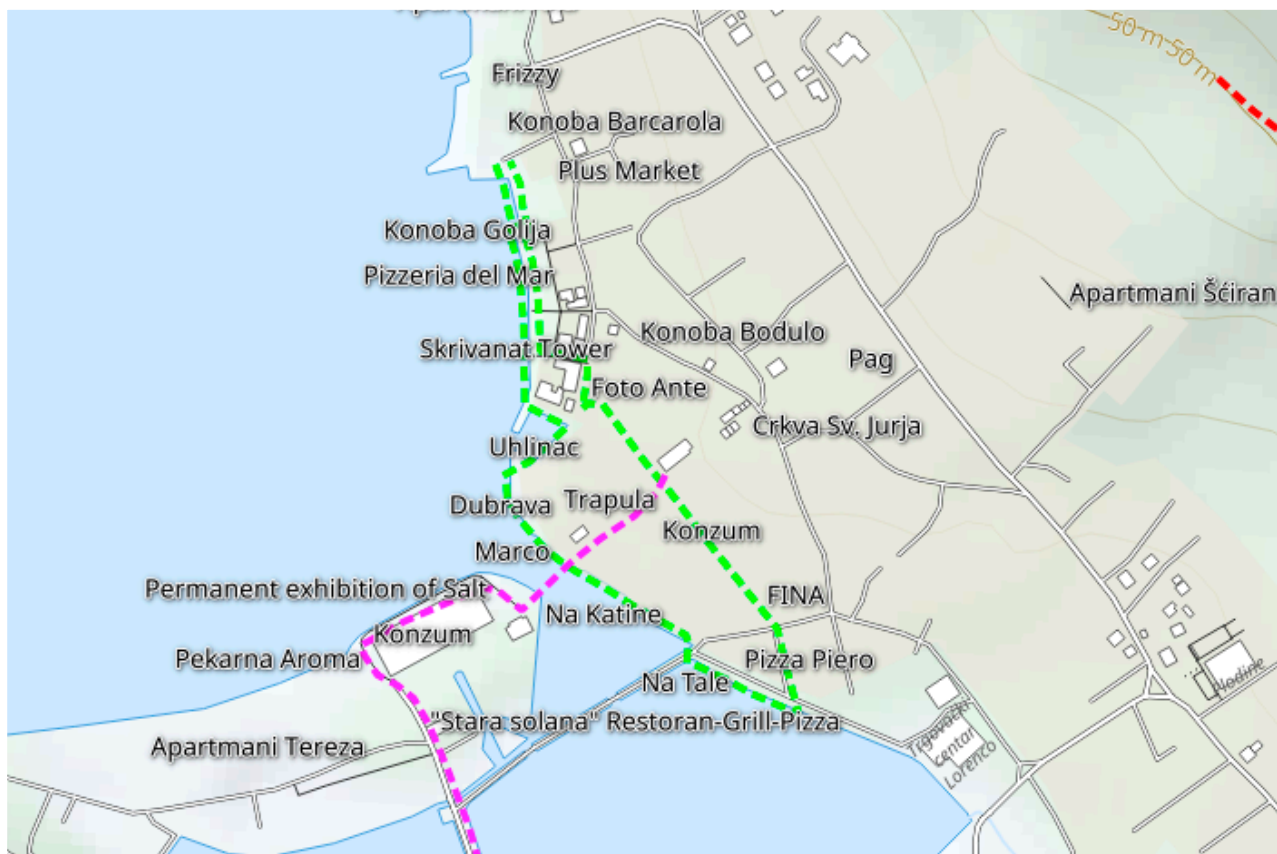 50 m 50 m
Frizzy
Konoba Barcarola
Plus Market
Konoba Golija
Pizzeria del Mar
Apartmani Šćiran
Konoba Bodulo
Skrivanat Tower
Pag
Foto Ante
Crkva Sv. Jurja
Uhlinac
Trapula
Dubrava
Konzum
Marco
Permanent exhibition of Salt
FINA
Na Katine
Konzum
Pekarna Aroma
Pizza Piero
Nodine
Na Tale
"Stara solana" Restoran-Grill-Pizza
Apartmani Tereza
Trgovački
centar
Lorenco